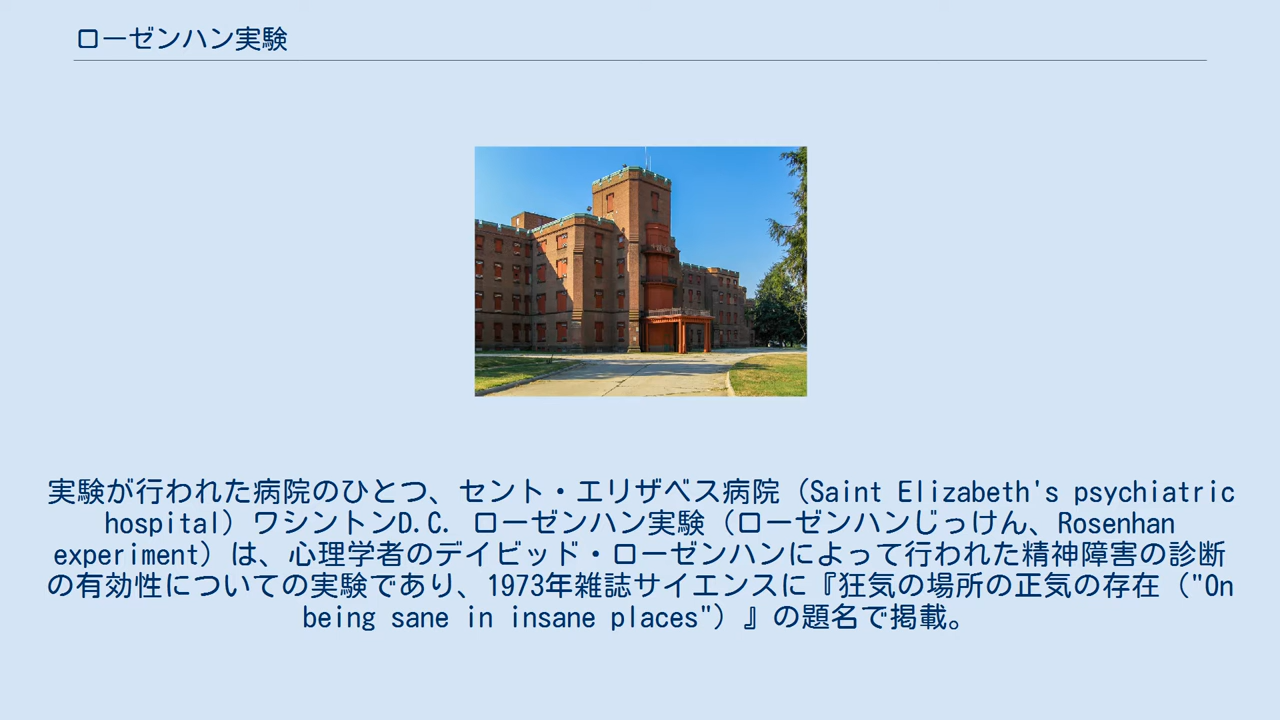 ローゼンハン実験
実験が行われた病院のひとつ、セント・エリザベス病院（Saint Elizabeth's psychiatric
hospital）ワシントンD.C. ローゼンハン実験（ローゼンハンじっけん、Rosenhan
experiment）は、心理学者のデイビッド・ローゼンハンによって行われた精神障害の診断
の有効性についての実験であり、1973年雑誌サイエンスに『狂気の場所の正気の存在（"On
being sane in insane places"）』の題名で掲載。